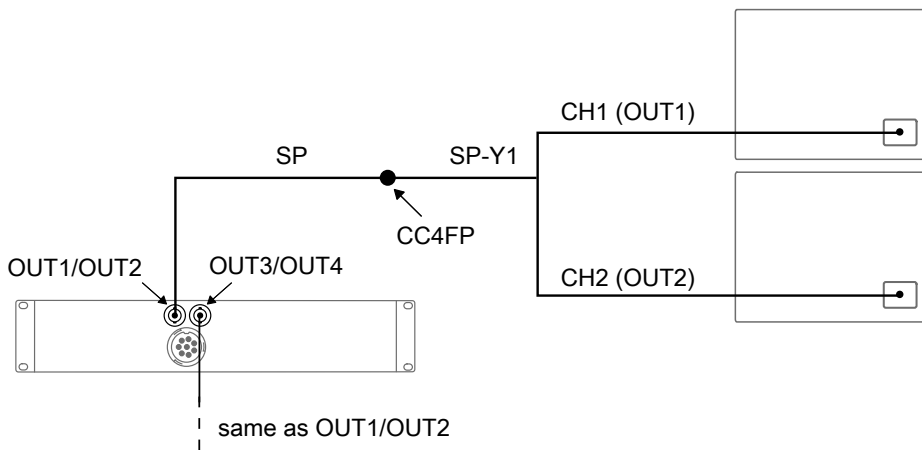 CH1 (OUT1)
SP
SP-Y1
CC4FP
OUT1/OUT2
OUT3/OUT4
CH2 (OUT2)
same as OUT1/OUT2